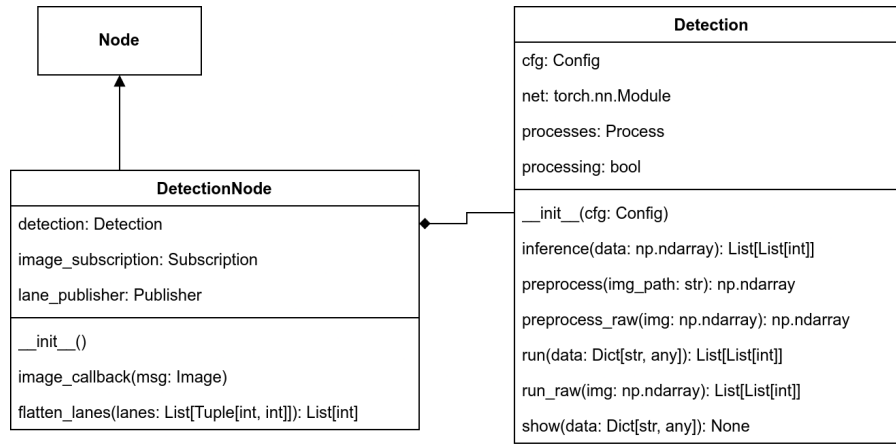 Node
DetectionNode
detection: Detection
image_subscription: Subscription
lane_publisher: Publisher
__init__()
image_callback(msg: Image)
flatten_lanes(lanes: List[Tuple[int, int]]): List[int]
Detection
cfg: Config
net: torch.nn.Module
processes: Process
processing: bool
__init__(cfg: Config)
inference(data: np.ndarray): List[List[int]]
preprocess(img_path: str): np.ndarray
preprocess_raw(img: np.ndarray): np.ndarray
run(data: Dict[str, any]): List[List[int]]
run_raw(img: np.ndarray): List[List[int]]
show(data: Dict[str, any]): None